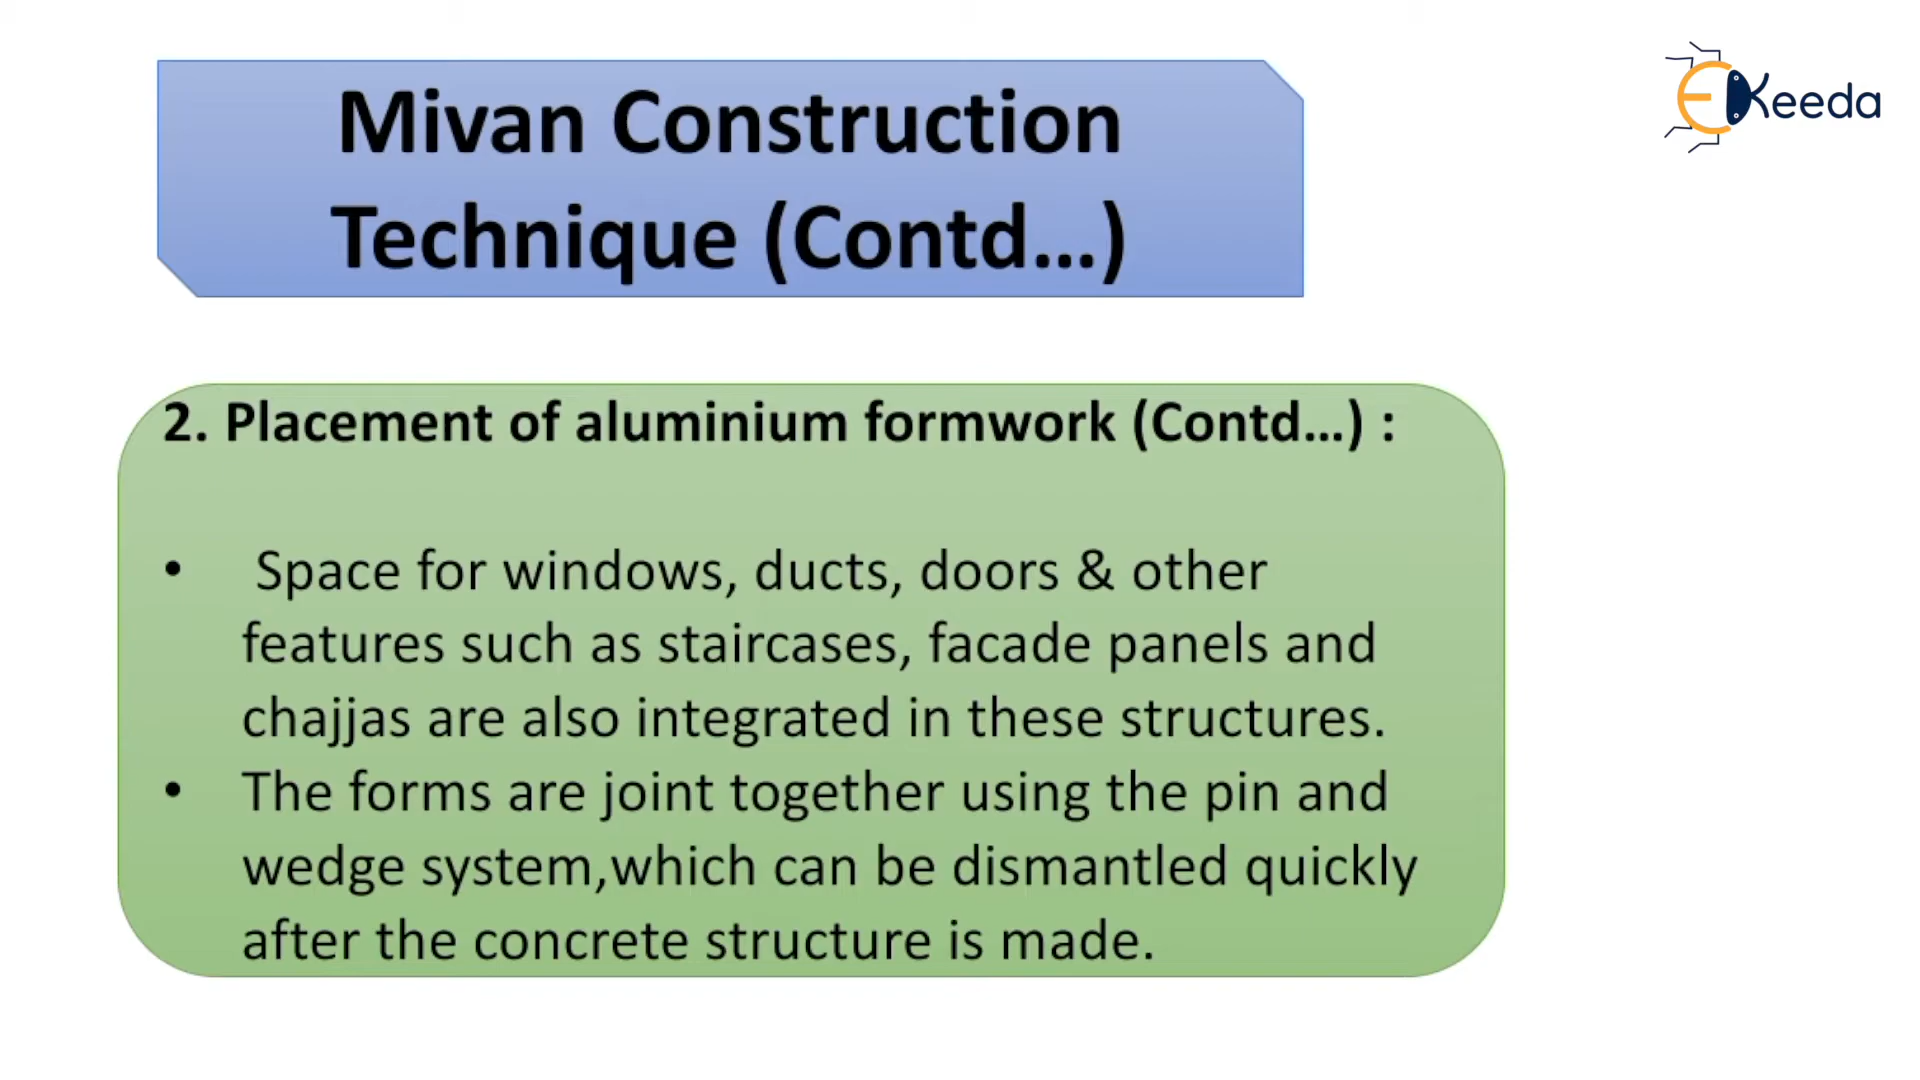 Mivan Construction
Technique (Contd...)
EKeeda
2. Placement of aluminium formwork (Contd...) :
• Space for windows, ducts, doors & other
features such as staircases, facade panels and
chajjas are also integrated in these structures.
• The forms are joint together using the pin and
wedge system,which can be dismantled quickly
after the concrete structure is made.